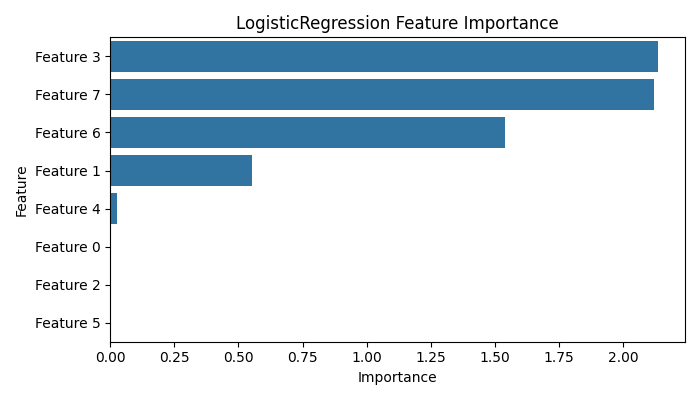 LogisticRegression Feature Importance
Feature 3
Feature 7
Feature 6
Feature 1
Feature 4
Feature 0
Feature 2
Feature 5
Feature
0.00 0.25 0.50 0.75 1.00 1.25 1.50 1.75 2.00
Importance